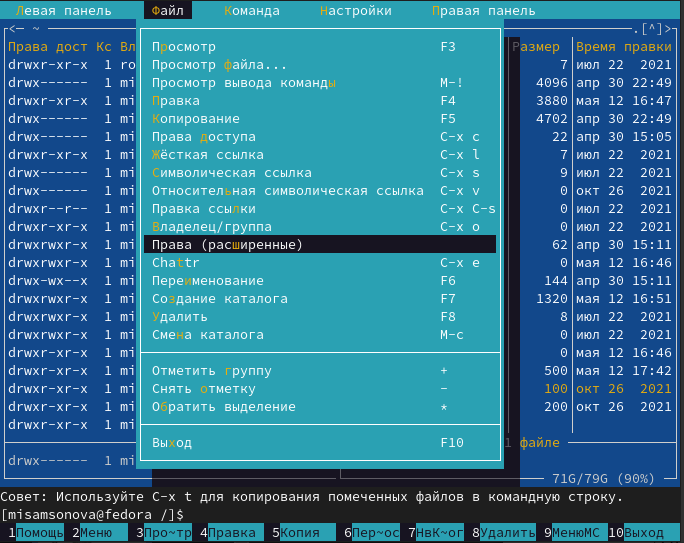 Левая панель Файл Команда Настройки Правая панель
<— ~ .[^]>
Права дост Кс Вл Размер Время правки
drwxr-xr-x 1 ro Просмотр F3 7 июл 22 2021
drwx------ 1 mi Просмотр файла... 4096 апр 30 22:49
drwxr-xr-x 1 mi Просмотр вывода команды M-! 3880 мая 12 16:47
drwx------ 1 mi Правка F4 4702 апр 30 22:49
drwx------ 1 mi Копирование F5 22 апр 30 15:05
drwxr-xr-x 1 mi Права доступа C-x c 7 июл 22 2021
drwx------ 1 mi Жёсткая ссылка C-x l 9 июл 22 2021
drwx------ 1 mi Символическая ссылка C-x s 0 окт 26 2021
drwxr--r-- 1 mi Относительная символическая ссылка C-x v 0 июл 22 2021
drwxr-xr-x 1 mi Правка ссылки C-x C-s 0 июл 22 2021
drwxrwxr-x 1 mi Владелец/группа C-x o 62 апр 30 15:11
drwxrwxr-x 1 mi Права (расширенные) 0 мая 12 16:46
drwx-wx--x 1 mi Chattr C-x e 144 апр 30 15:11
drwxrwxr-x 1 mi Переименование F6 1320 мая 12 16:51
drwxr-xr-x 1 mi Создание каталога F7 8 июл 22 2021
drwxr-xr-x 1 mi Удалить F8 0 июл 22 2021
drwxrwxr-x 1 mi Смена каталога M-c 0 мая 12 16:46
drwxr-xr-x 1 mi Отметить группу + 500 мая 12 17:42
drwxr-xr-x 1 mi Снять отметку - 100 окт 26 2021
drwxr-xr-x 1 mi Обратить выделение * 200 окт 26 2021
drwxr-xr-x 1 mi
Выход F10 1 файле
drwx------ 1 mi
71G/79G (90%)
Совет: Используйте C-x t для копирования помеченных файлов в командную строку.
[misamsonova@fedora /]$
1Помощь 2Меню 3Про~тр 4Правка 5Копия 6Пер~ос 7НвК~ог 8Удалить 9МенюМС 10Выход